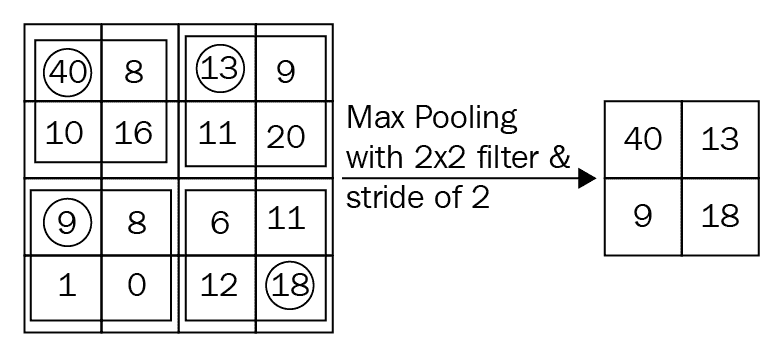 40 8 13 9
10 16 11 20
9 8 6 11
1 0 12 18
Max Pooling
with 2x2 filter &
stride of 2
40 13
9 18